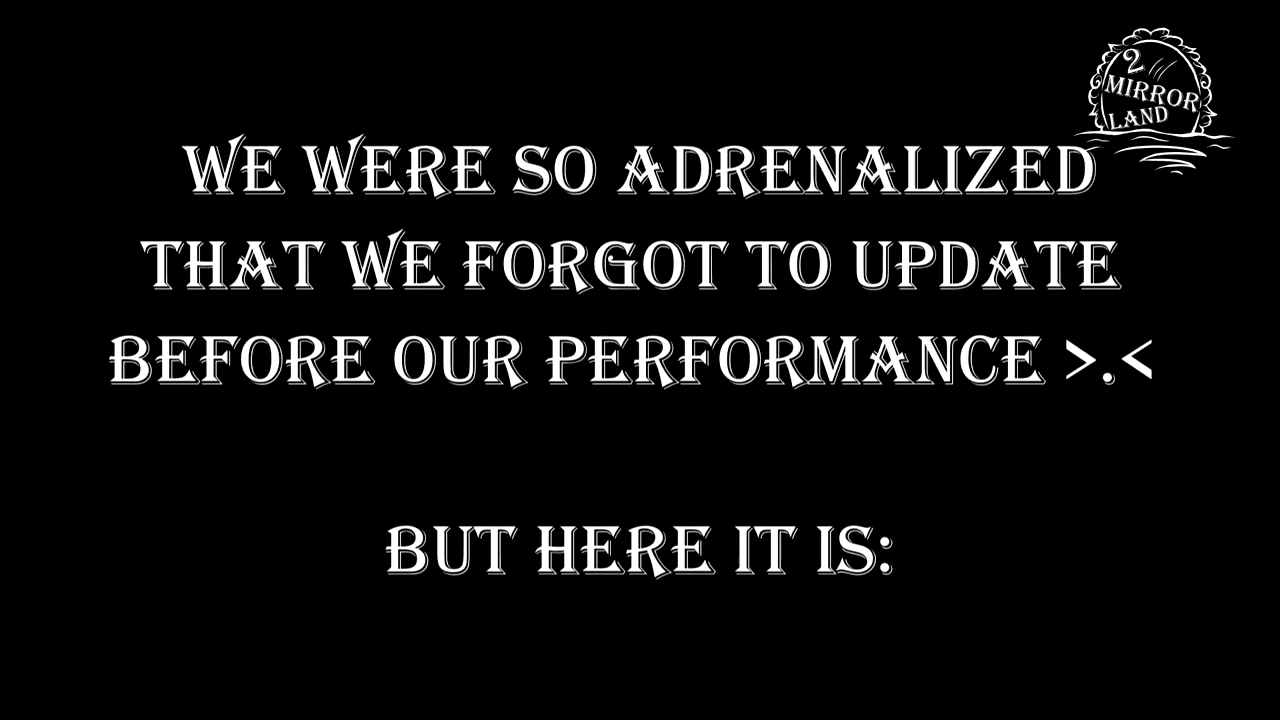 2
MIRROR
LAND
WE WERE SO ADRENALIZED
THAT WE FORGOT TO UPDATE
BEFORE OUR PERFORMANCE >.<
BUT HERE IT IS: